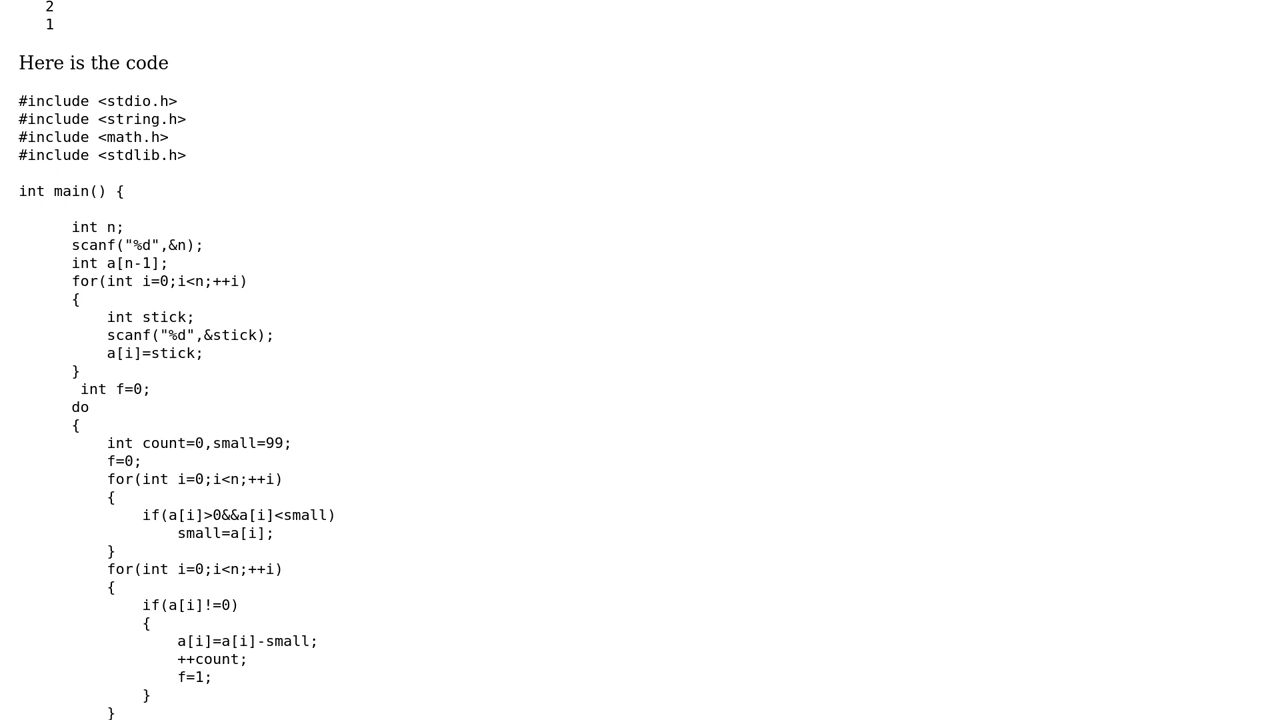 2
1
Here is the code
#include <stdio.h>
#include <string.h>
#include <math.h>
#include <stdlib.h>
int main() {
int n;
scanf("%d",&n);
int a[n-1];
for(int i=0;i<n;++i)
{
int stick;
scanf("%d",&stick);
a[i]=stick;
}
int f=0;
do
{
int count=0,small=99;
f=0;
for(int i=0;i<n;++i)
{
if(a[i]>0&&a[i]<small)
small=a[i];
}
for(int i=0;i<n;++i)
{
if(a[i]!=0)
{
a[i]=a[i]-small;
++count;
f=1;
}
}